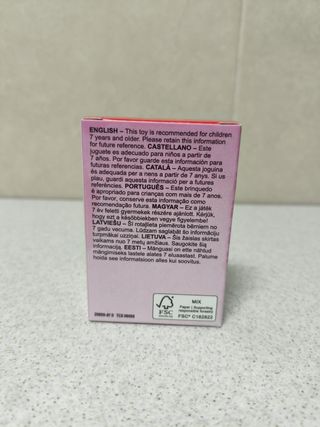 ENGLISH – This toy is recommended for children
7 years and older. Please retain this information
for future reference. CASTELLANO – Este
juguete es adecuado para niños a partir de
7 años. Por favor guarde esta información para
futuras referencias. CATALÀ – Aquesta joguina
és adequada per a nens a partir de 7 anys. Si us
plau, guardi aquesta informació per a futures
referències. PORTUGUÊS – Este brinquedo
é apropriado para crianças com mais de 7 anos.
Por favor, conserve esta informação como
recomendação futura. MAGYAR – Ez a játék
7 év feletti gyermekek részére ajánlott. Kérjük,
hogy ezt a későbbiekben vegye figyelembe!
LATVIEŠU – Šī rotaļlieta piemērota bērniem no
7 gadu vecuma. Lūdzam saglabāt šo informāciju
turpmākai uzziņai. LIETUVA – Šis žaislas skirtas
vaikams nuo 7 metų amžiaus. Saugokite šią
informaciją. EESTI – Mänguasi on ette nähtud
mängimiseks lastele alates 7 eluaastast. Palume
hoida see informatsioon alles kui soovitus.
FSC
www.fsc.org
MIX
Paper | Supporting
responsible forestry
FSC® C182822